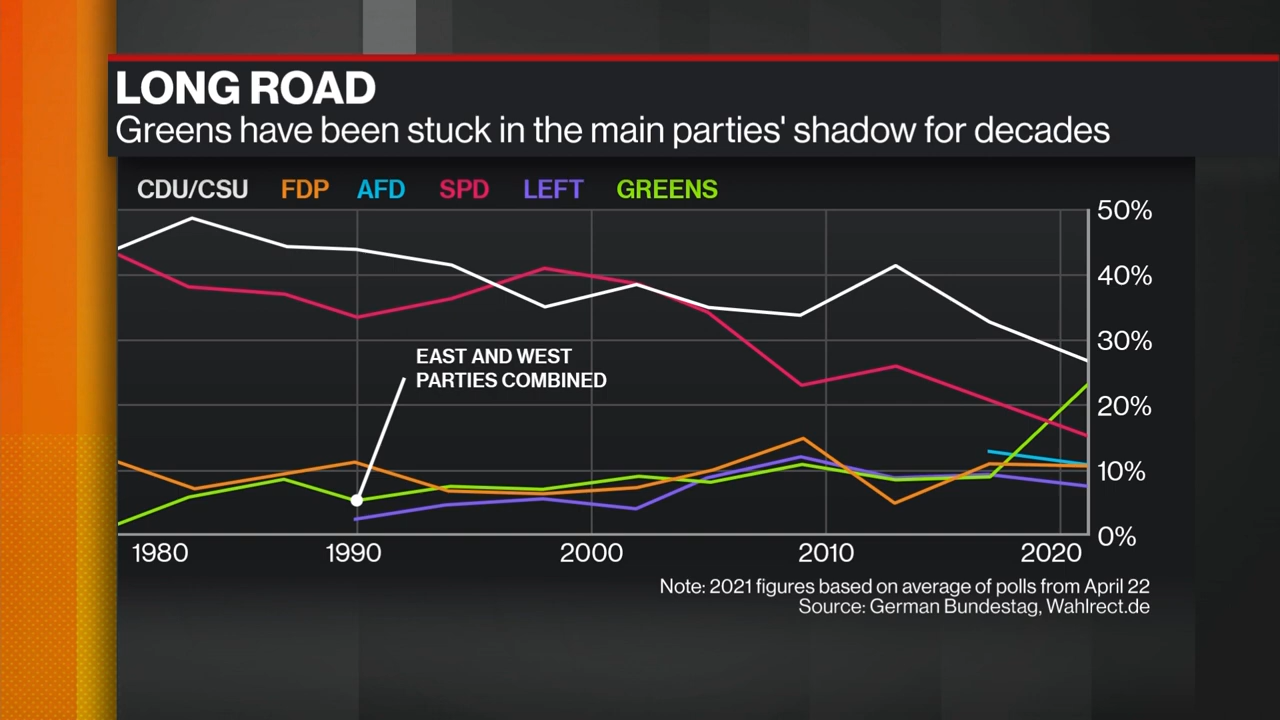 LONG ROAD
Greens have been stuck in the main parties' shadow for decades
CDU/CSU FDP AFD SPD LEFT GREENS
50%
40%
30%
EAST AND WEST
PARTIES COMBINED
20%
10%
0%
1980 1990 2000 2010 2020
Note: 2021 figures based on average of polls from April 22
Source: German Bundestag, Wahlrect.de